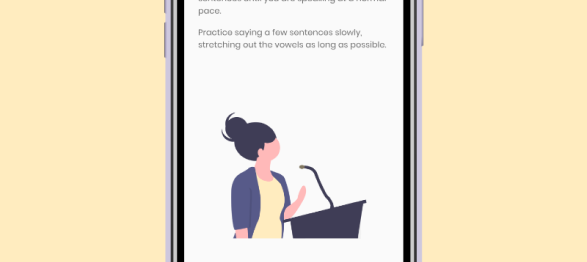 sentences until you are speaking at a normal
pace.
Practice saying a few sentences slowly,
stretching out the vowels as long as possible.